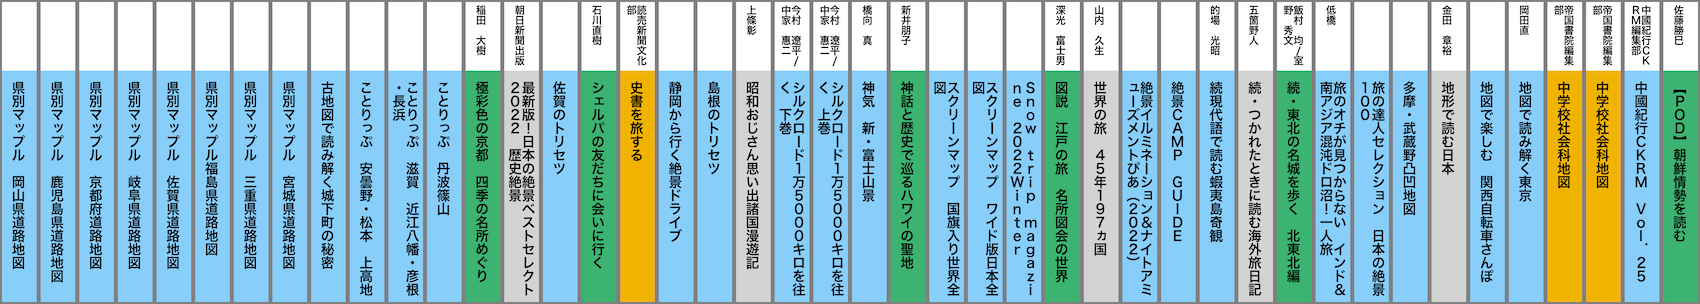 佐藤勝巳
【POD】朝鮮情勢を読む
中國紀行CK
RM編集部
中國紀行CKRM Vol.25
帝国書院編集
部
中学校社会科地図
帝国書院編集
部
中学校社会科地図
岡田直
地図で読み解く東京
地図で楽しむ 関西自転車さんぽ
金田 章裕
地形で読む日本
多摩・武蔵野凸凹地図
旅の達人セレクション 日本の絶景
100
低橋
旅のオチが見つからない インド&
南アジア混沌ドロ沼!一人旅
飯村 均/室
野 秀文
続・東北の名城を歩く 北東北編
五箇野人
続・つかれたときに読む海外旅日記
的場 光昭
続現代語で読む蝦夷島奇観
絶景CAMP GUIDE
絶景イルミネーション&ナイトアミ
ューズメントぴあ(2022)
山内 久生
世界の旅 45年197ヵ国
深光 富士男
図説 江戸の旅 名所図会の世界
Snow trip magazi
ne 2022Winter
スクリーンマップ ワイド版日本全
図
スクリーンマップ 国旗入り世界全
図
新井朋子
神話と歴史で巡るハワイの聖地
橋向 真
神気 新・富士山景
今村 遼平/
中家 惠二
シルクロード1万5000キロを往
く 上巻
今村 遼平/
中家 惠二
シルクロード1万5000キロを往
く 下巻
上條彰
昭和おじさん思い出諸国漫遊記
島根のトリセツ
静岡から行く絶景ドライブ
読売新聞文化
部
史書を旅する
石川直樹
シェルパの友だちに会いに行く
佐賀のトリセツ
朝日新聞出版
最新版!日本の絶景ベストセレクト
2022 歴史絶景
稲田 大樹
極彩色の京都 四季の名所めぐり
ことりっぷ 丹波篠山
ことりっぷ 滋賀 近江八幡・彦根
・長浜
ことりっぷ 安曇野・松本 上高地
古地図で読み解く城下町の秘密
県別マップル 宮城県道路地図
県別マップル 三重県道路地図
県別マップル福島県道路地図
県別マップル 佐賀県道路地図
県別マップル 岐阜県道路地図
県別マップル 京都府道路地図
県別マップル 鹿児島県道路地図
県別マップル 岡山県道路地図